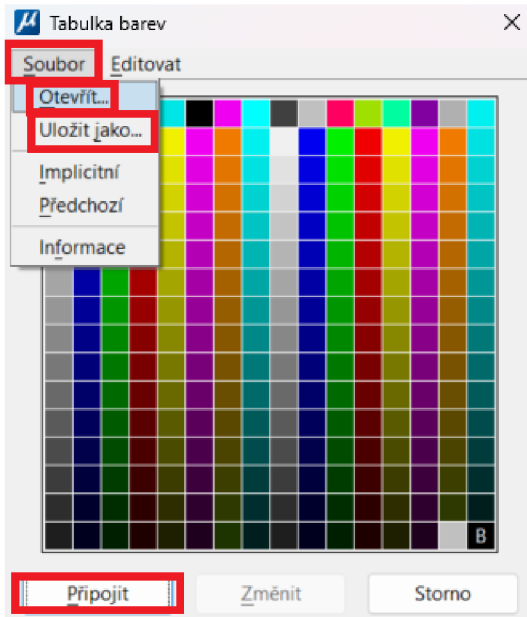 Tabulka barev
Soubor Editovat
Otevřít...
Uložit jako...
Implicitní
Předchozí
Informace
B
Připojit Změnit Storno